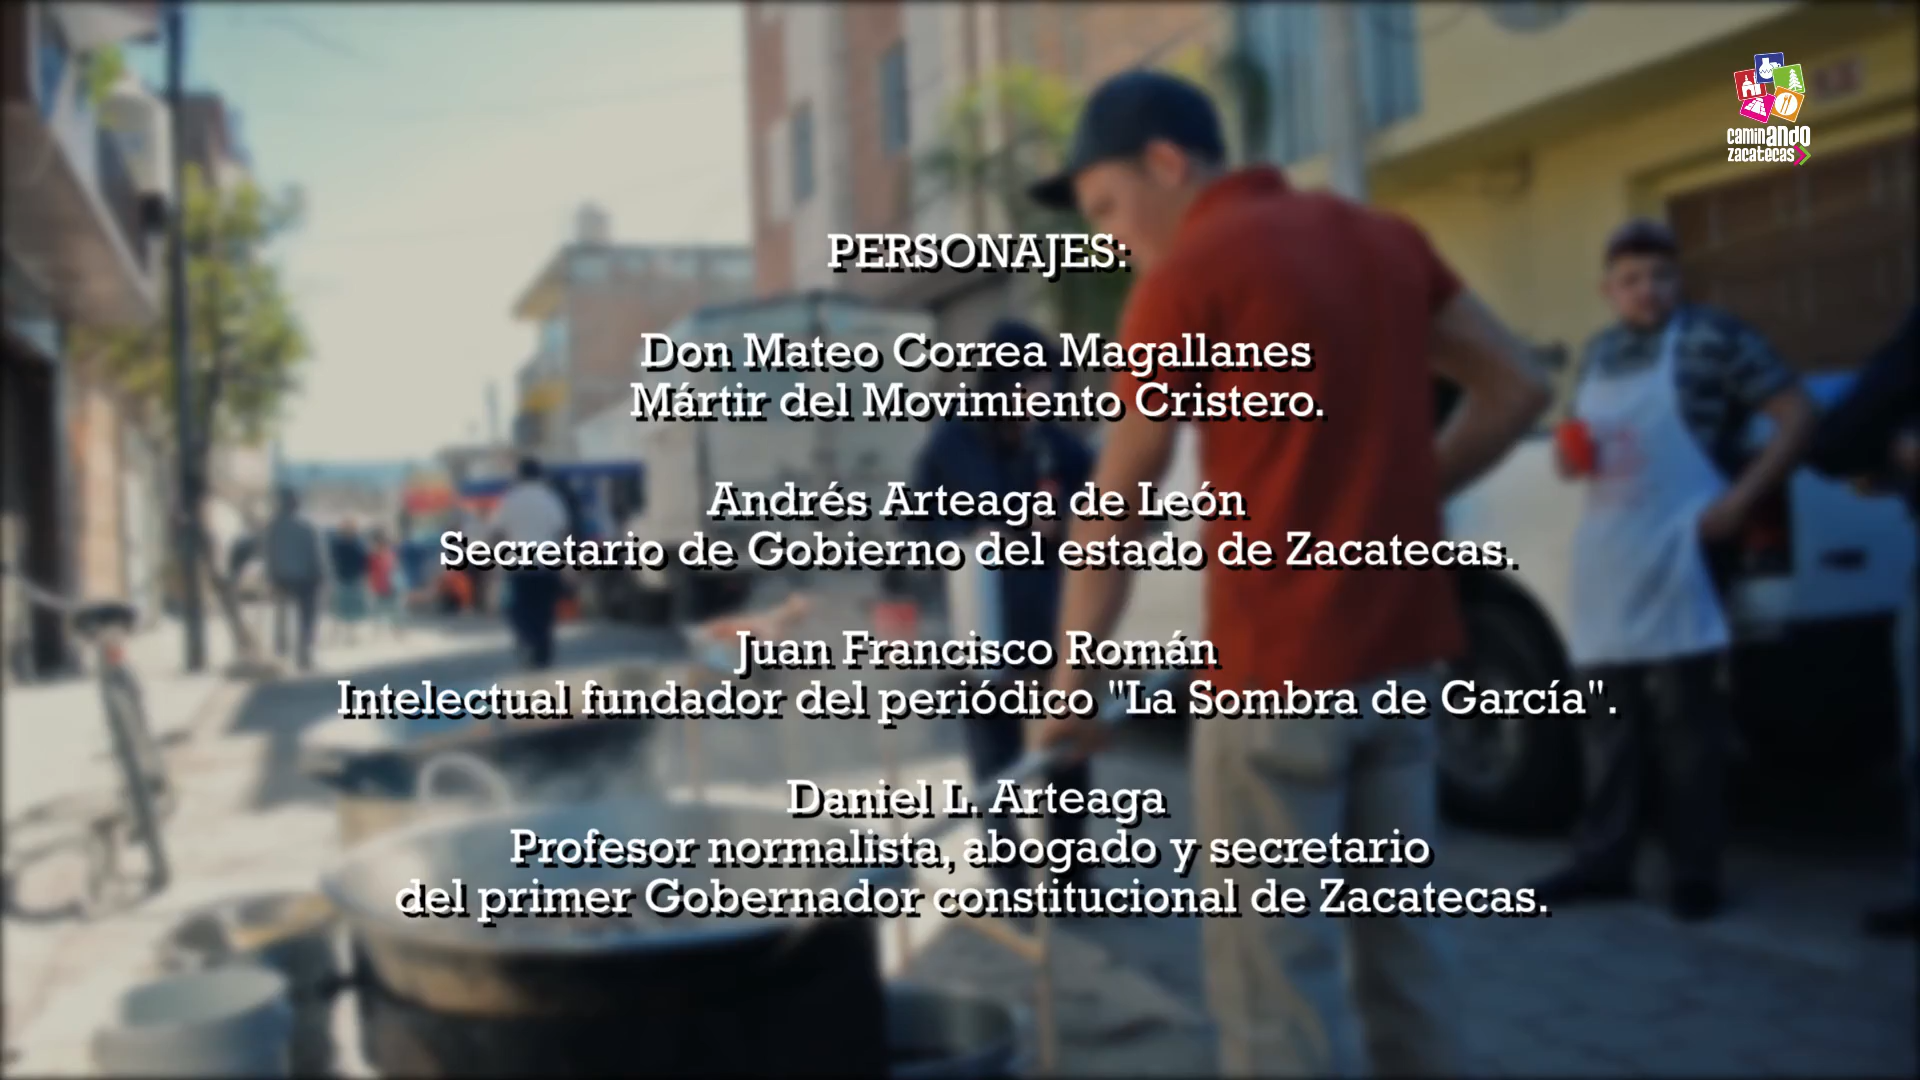 caminANDO
zacatecas
PERSONAJES:
Don Mateo Correa Magallanes
Mártir del Movimiento Cristero.
Andrés Arteaga de León
Secretario de Gobierno del estado de Zacatecas.
Juan Francisco Román
Intelectual fundador del periódico "La Sombra de García".
Daniel L. Arteaga
Profesor normalista, abogado y secretario
del primer Gobernador constitucional de Zacatecas.